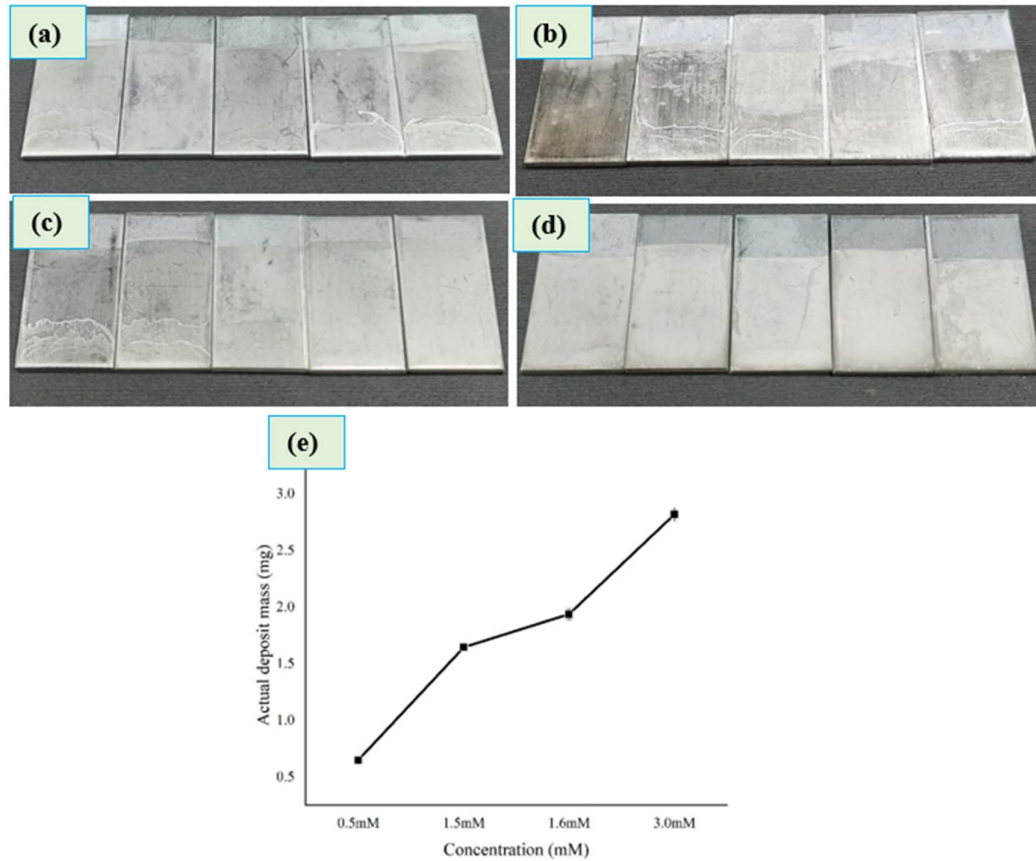 (a)
(b)
(c)
(d)
(e)
Actual deposit mass (mg)
3.0
2.5
2.0
1.5
1.0
0.5
0.5mM 1.5mM 1.6mM 3.0mM
Concentration (mM)